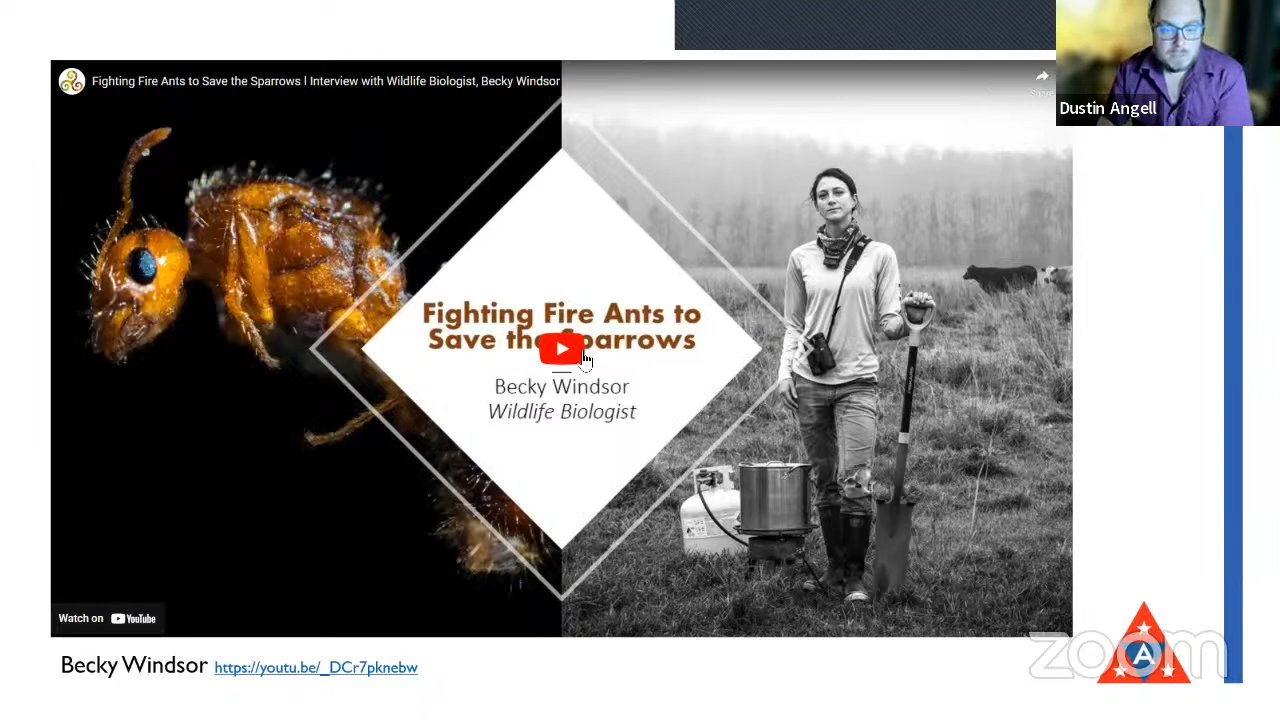 Fighting Fire Ants to Save the Sparrows l Interview with Wildlife Biologist, Becky Windsor
Share
Dustin Angell
Fighting Fire Ants to
Save the Sparrows
Becky Windsor
Wildlife Biologist
Watch on YouTube
Becky Windsor https://youtu.be/_DCr7pknebw
A
zoom